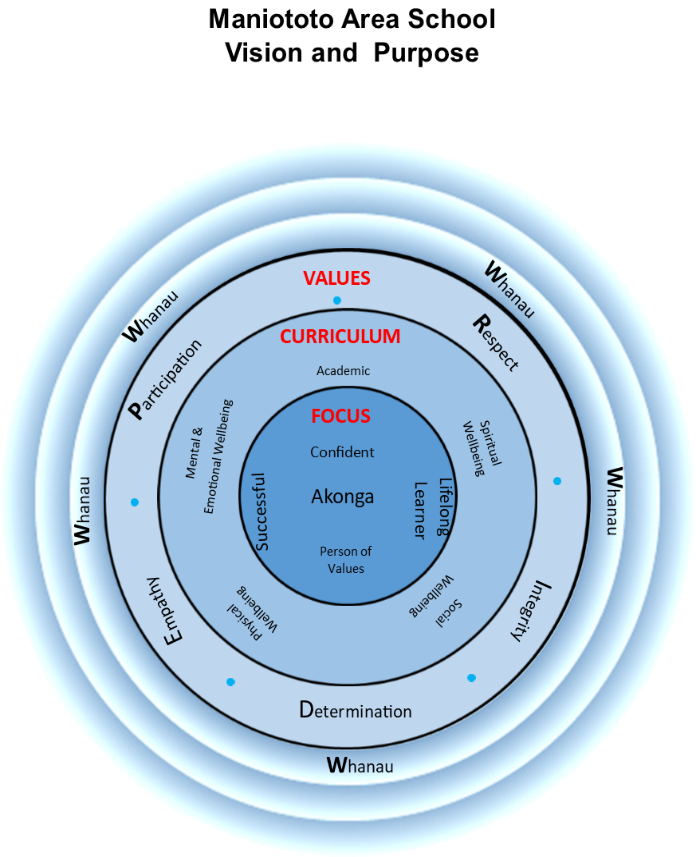 Maniototo Area School
Vision and Purpose
Whanau
Whanau
VALUES
Respect
Participation
CURRICULUM
Academic
Mental &
Emotional Wellbeing
Spiritual
Wellbeing
FOCUS
Confident
Successful
Akonga
Lifelong
Learner
Person of
Values
Whanau
Whanau
Physical
Wellbeing
Social
Wellbeing
Empathy
Integrity
Determination
Whanau